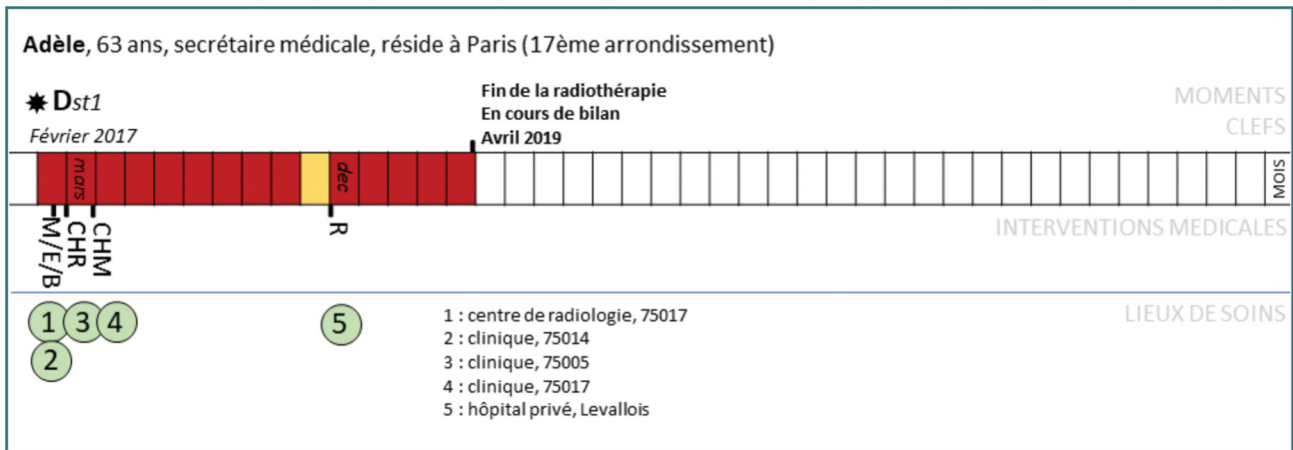 Adèle, 63 ans, secrétaire médicale, réside à Paris (17ème arrondissement)
Dst1
Février 2017
Fin de la radiothérapie
En cours de bilan
Avril 2019
MOMENTS
CLEFS
mars
dec
MOIS
M/E/B
CHR
CHM
R
INTERVENTIONS MEDICALES
1
3
4
2
5
1 : centre de radiologie, 75017
2 : clinique, 75014
3 : clinique, 75005
4 : clinique, 75017
5 : hôpital privé, Levallois
LIEUX DE SOINS